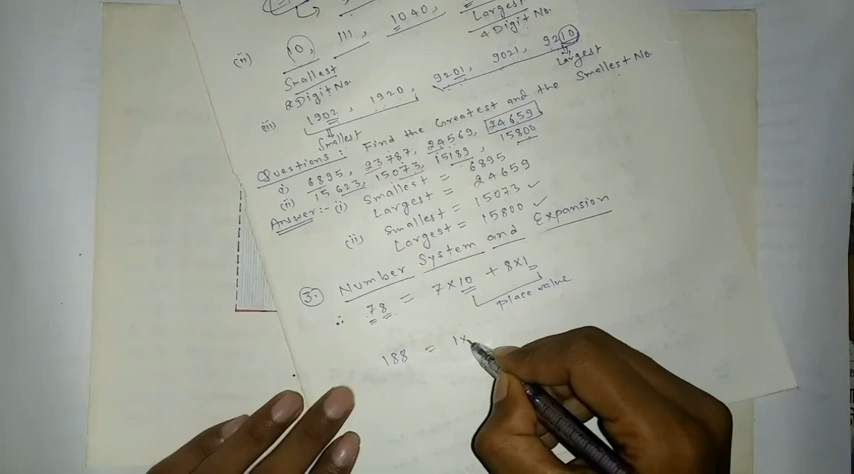 Largest
(ii) 10, 111, 1040,
4 Digit No.
Smallest
2 Digit No.
9201, 9021, 9210
Largest
(iii) 1902, 1920,
Smallest
Smallest No.
Questions: Find the Greatest and the
i) 6895, 23787, 24569, 24659
(ii) 15623, 15073, 15189, 15800
Answer:- (i) Smallest = 6895
Largest = 24659
(ii) Smallest = 15073 ✓
Largest = 15800 ✓
3. Number System and Expansion
∴ 78 = 7×10 + 8×1
Place value
188 = 1×